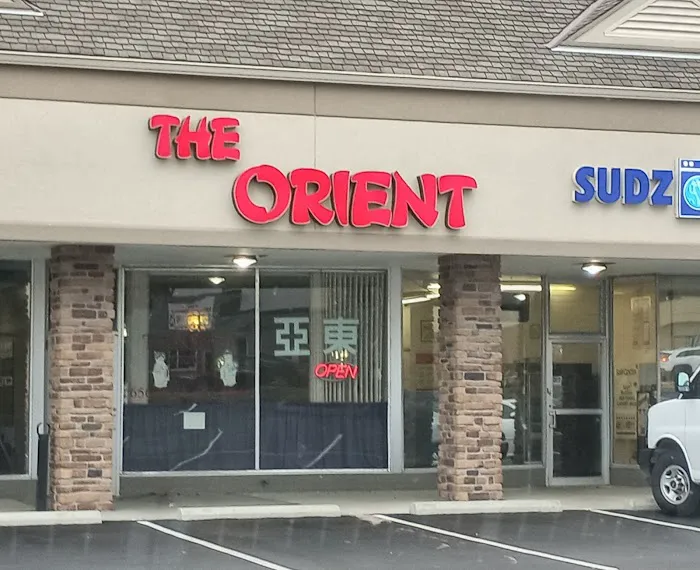 THE
ORIENT
SUDZ
亞東
OPEN